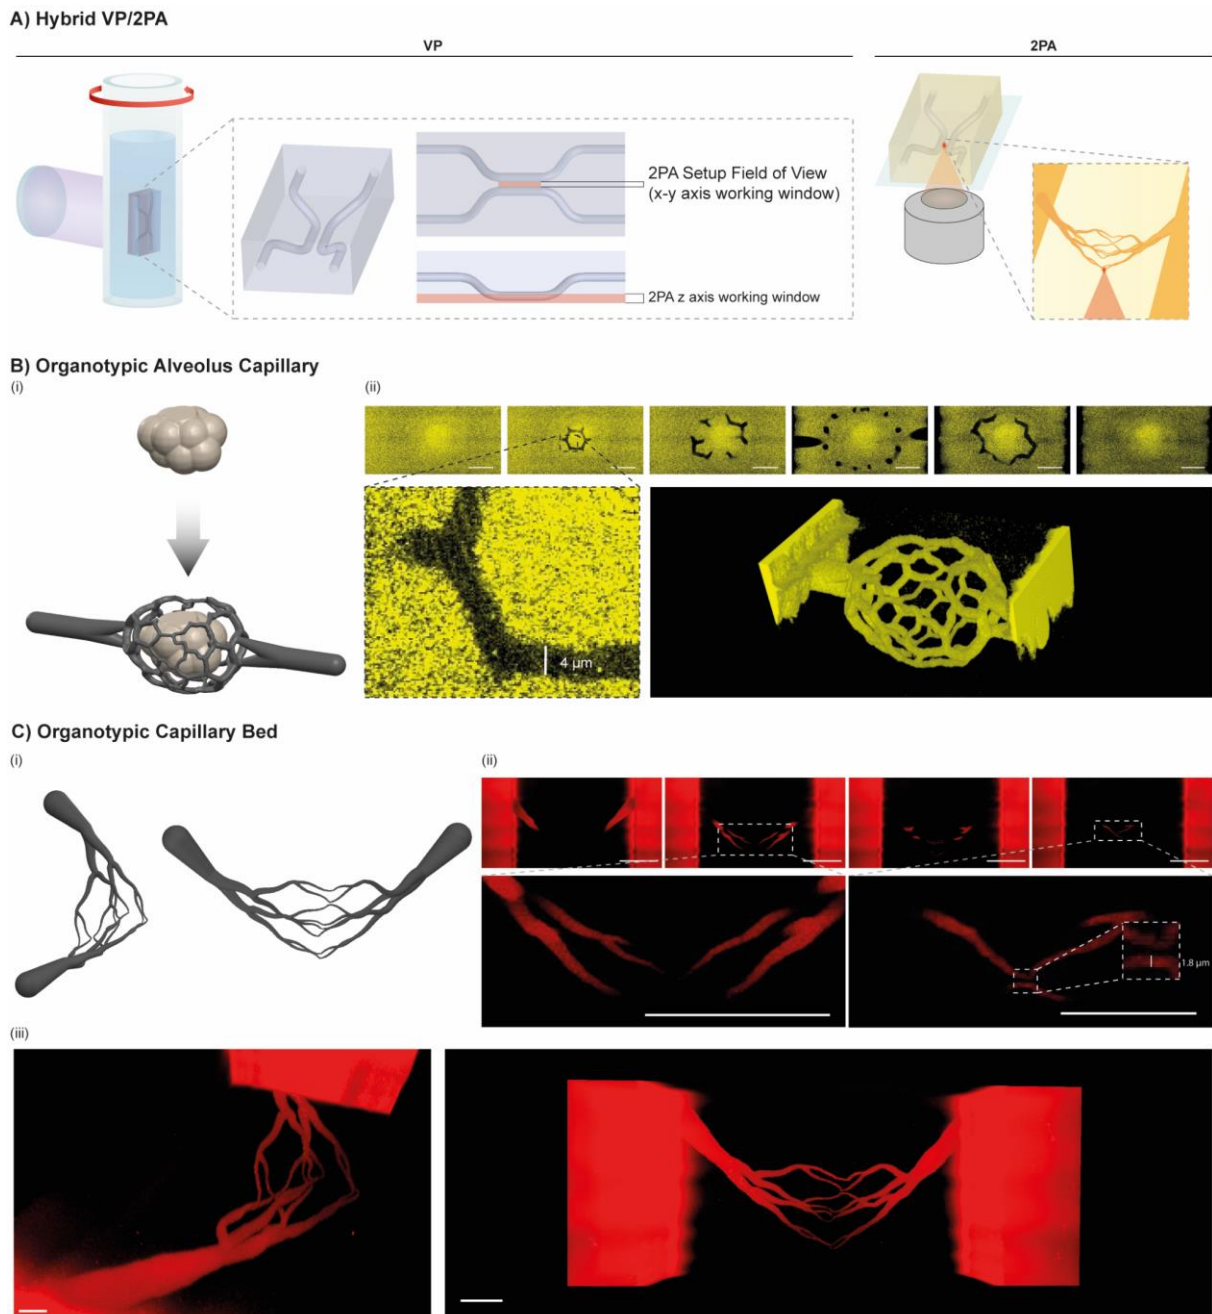 A) Hybrid VP/2PA
VP
2PA
2PA Setup Field of View
(x-y axis working window)
2PA z axis working window
B) Organotypic Alveolus Capillary
(i)
(ii)
4 µm
C) Organotypic Capillary Bed
(i)
(ii)
1.8 µm
(iii)